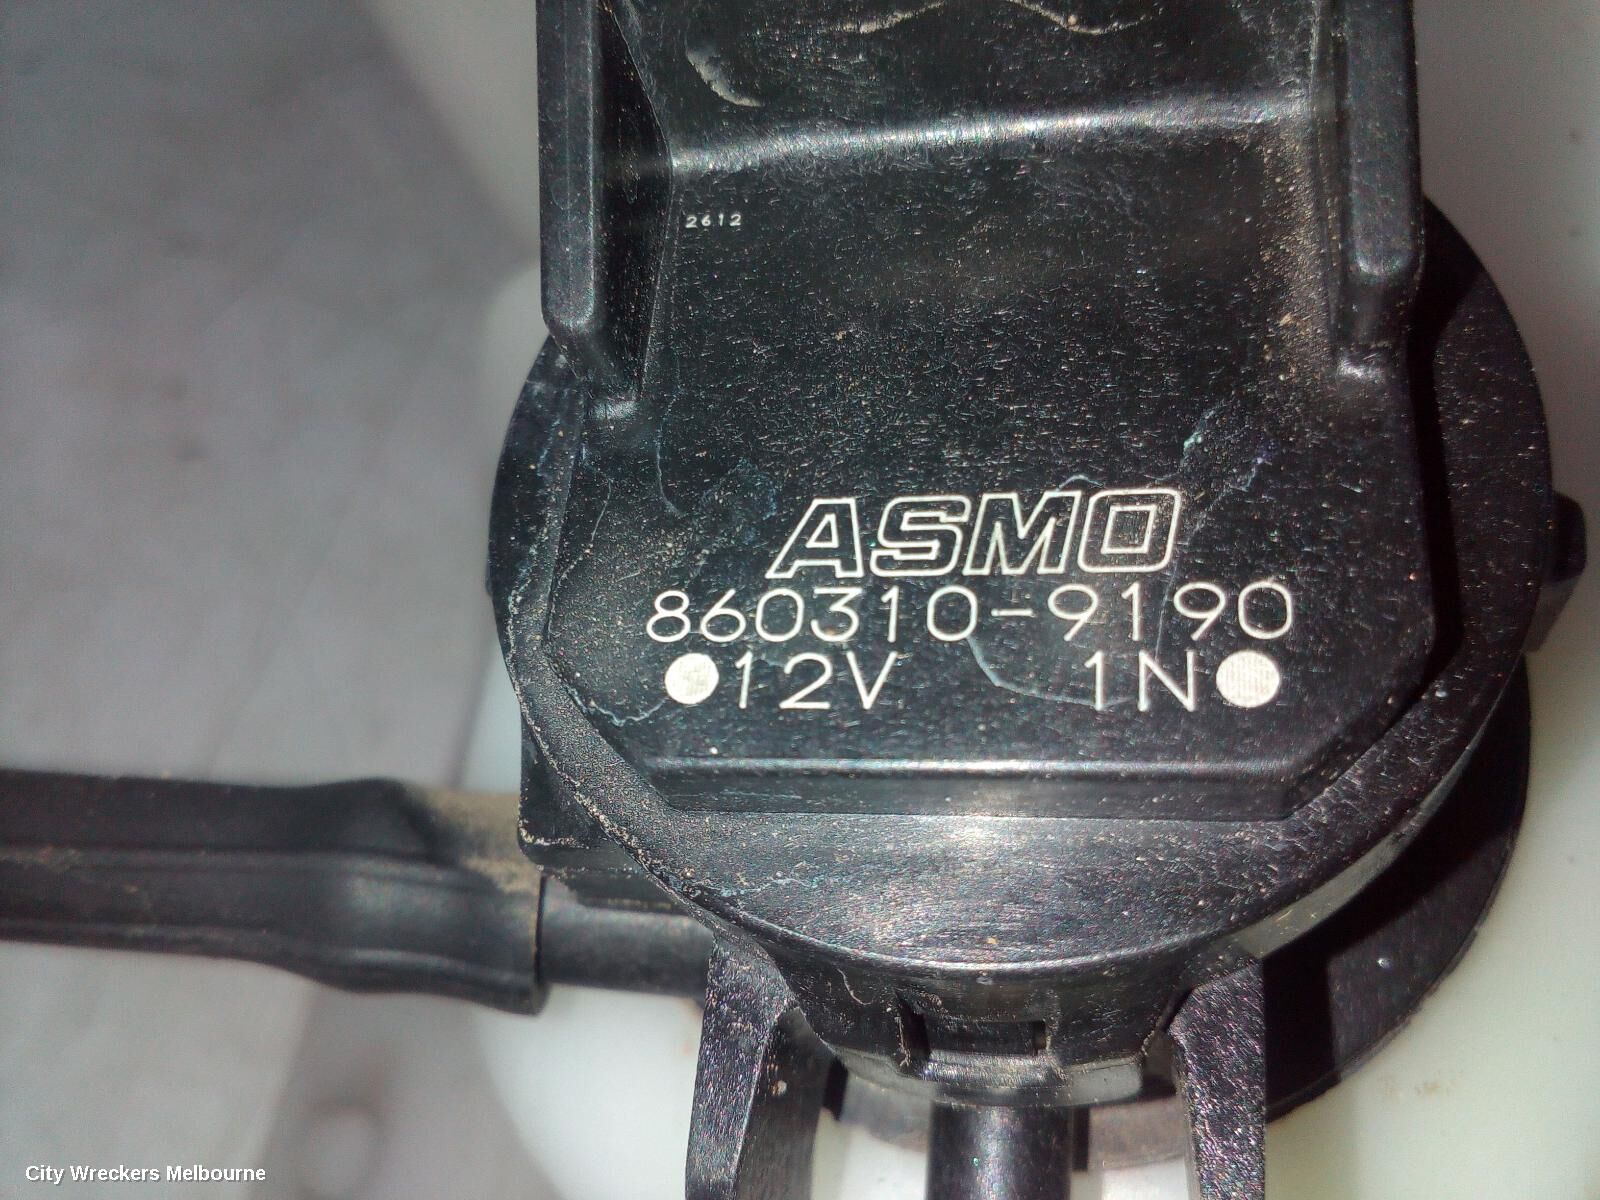 2612
ASMO
860310-9190
●12V 1N●
City Wreckers Melbourne